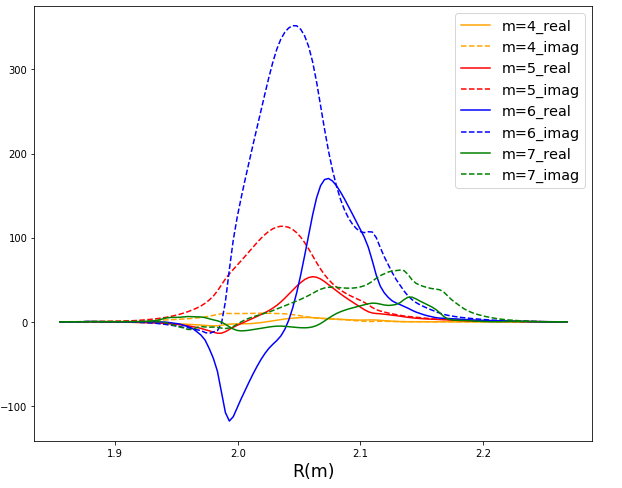 m=4_real
m=4_imag
m=5_real
m=5_imag
m=6_real
m=6_imag
m=7_real
m=7_imag
300
200
100
0
−100
1.9 2.0 2.1 2.2
R(m)